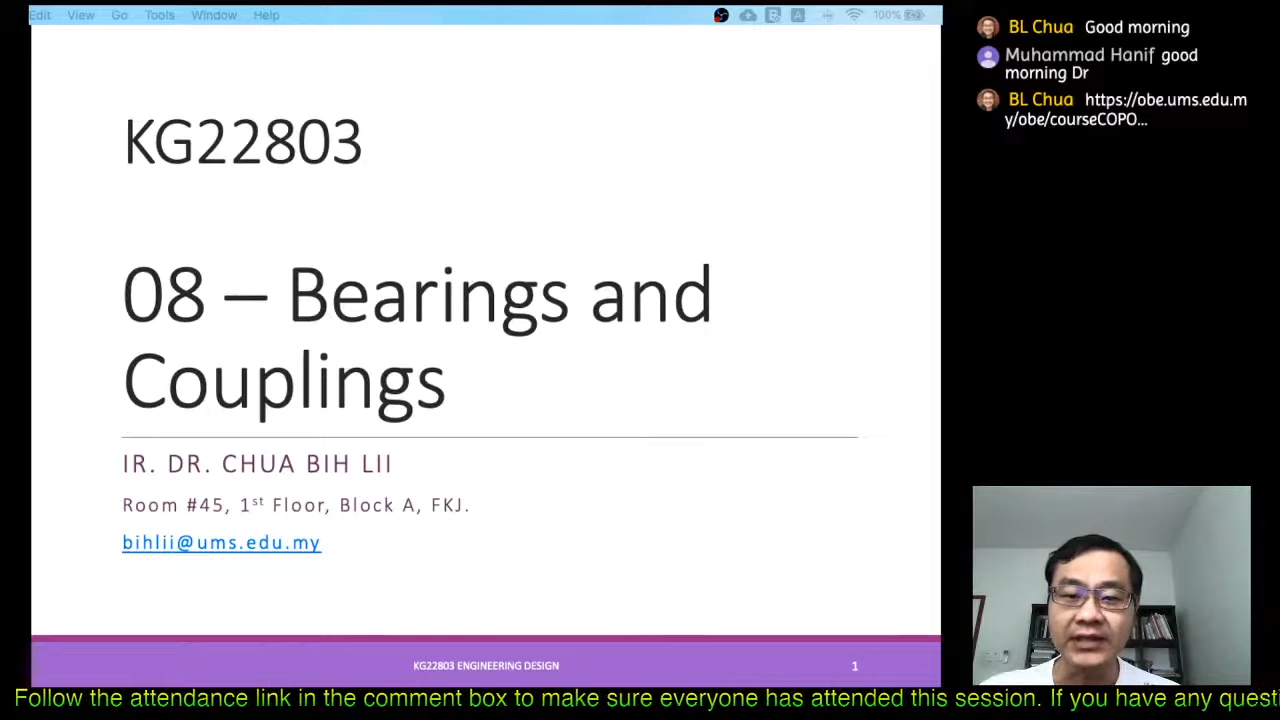 Edit View Go Tools Window Help
100%
KG22803
08 – Bearings and
Couplings
IR. DR. CHUA BIH LII
Room #45, 1st Floor, Block A, FKJ.
bihlii@ums.edu.my
KG22803 ENGINEERING DESIGN
1
BL Chua Good morning
Muhammad Hanif good
morning Dr
BL Chua https://obe.ums.edu.m
y/obe/courseCOPO...
Follow the attendance link in the comment box to make sure everyone has attended this session. If you have any quest